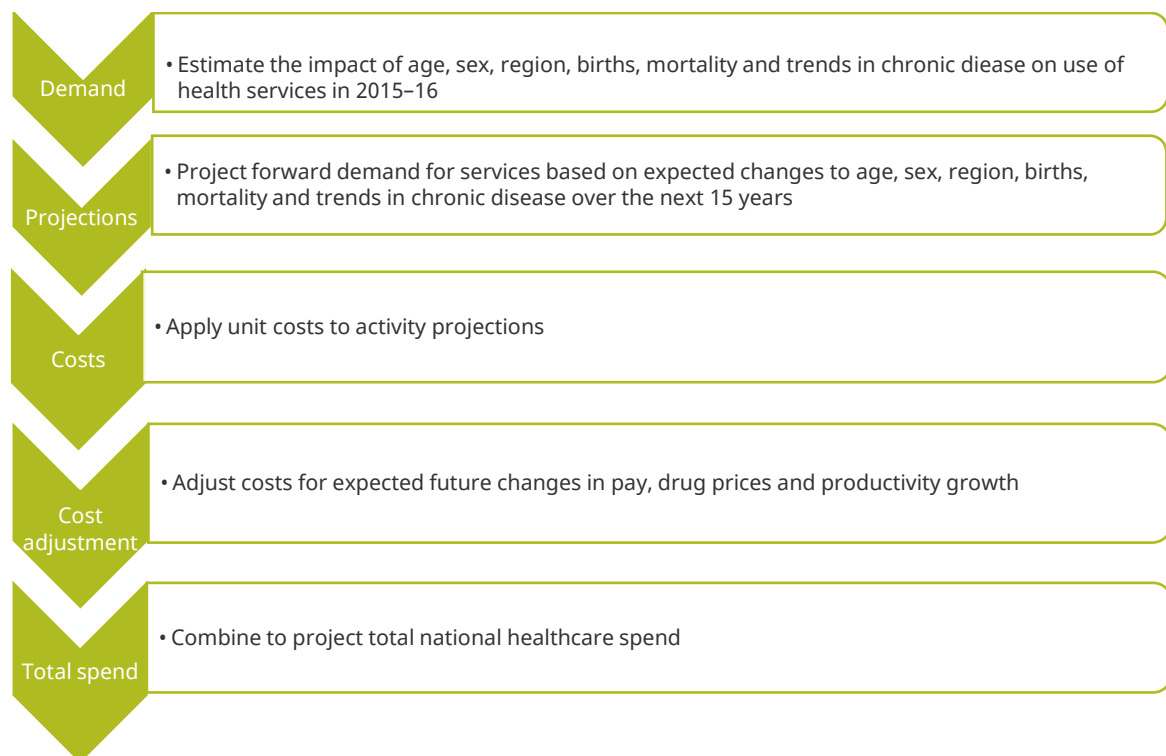 Demand
• Estimate the impact of age, sex, region, births, mortality and trends in chronic diease on use of
health services in 2015–16
Projections
• Project forward demand for services based on expected changes to age, sex, region, births,
mortality and trends in chronic disease over the next 15 years
Costs
• Apply unit costs to activity projections
Cost
adjustment
• Adjust costs for expected future changes in pay, drug prices and productivity growth
Total spend
• Combine to project total national healthcare spend